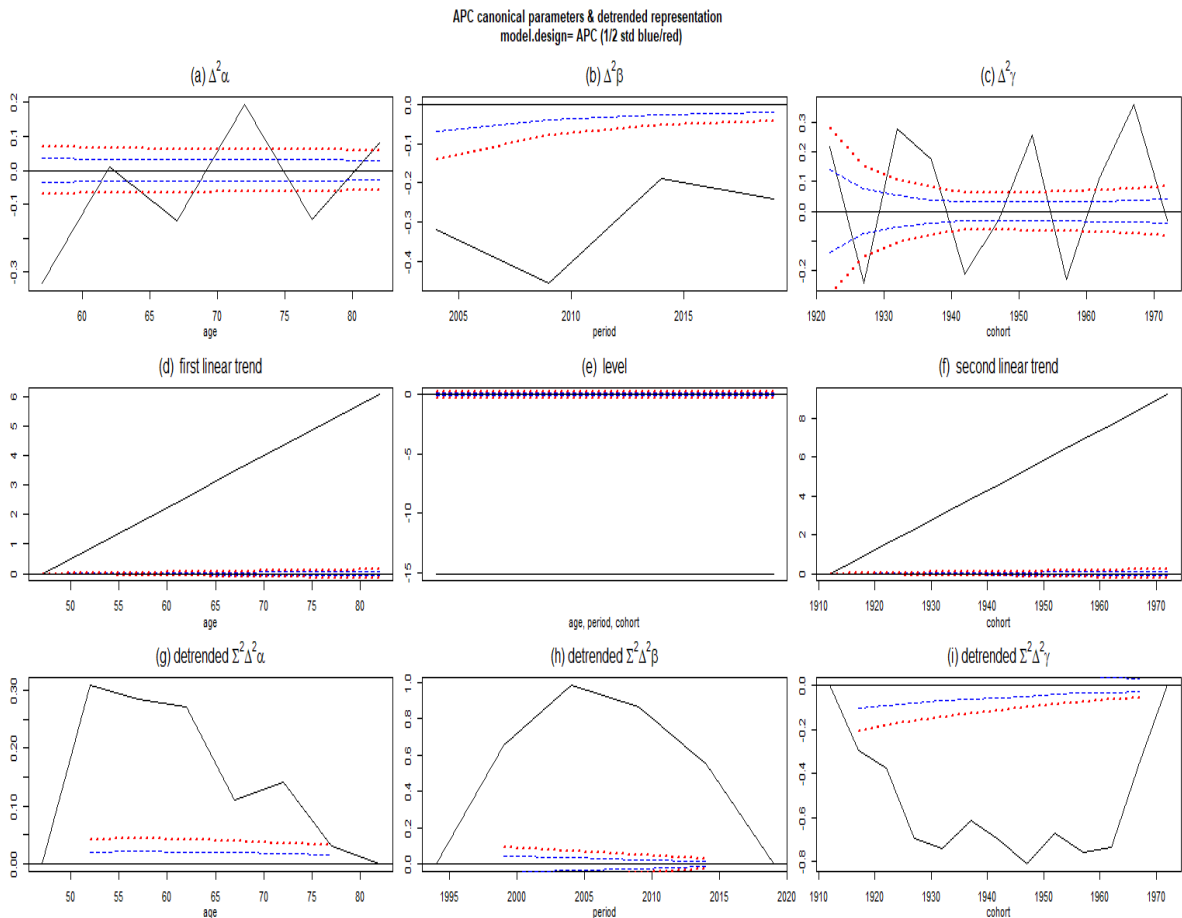 APC canonical parameters & detrended representation
model.design= APC (1/2 std blue/red)
(a) Δ²α
(b) Δ²β
(c) Δ²γ
0.2
0.1
0.0
-0.1
-0.3
60 65 70 75 80
age
0.0
-0.1
-0.2
-0.3
-0.4
2005 2010 2015
period
0.3
0.1
0.0
-0.2
1920 1930 1940 1950 1960 1970
cohort
(d) first linear trend
(e) level
(f) second linear trend
6
5
4
3
2
1
0
50 55 60 65 70 75 80
age
0
-5
-10
-15
age, period, cohort
8
6
4
2
0
1910 1920 1930 1940 1950 1960 1970
cohort
(g) detrended Σ²Δ²α
(h) detrended Σ²Δ²β
(i) detrended Σ²Δ²γ
0.30
0.20
0.10
0.00
50 55 60 65 70 75 80
age
1.0
0.8
0.6
0.4
0.2
0.0
1995 2000 2005 2010 2015 2020
period
0.0
-0.2
-0.4
-0.6
-0.8
1910 1920 1930 1940 1950 1960 1970
cohort